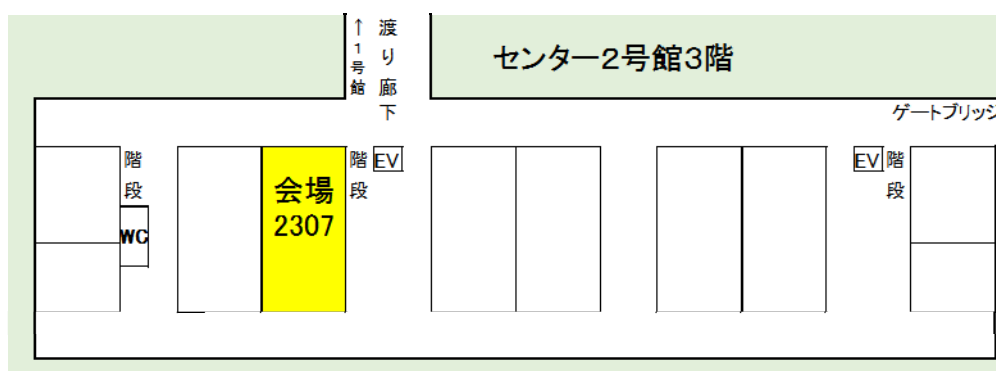 ↑1号館
渡り廊下
センター2号館3階
ゲートブリッジ
階段
WC
会場
2307
階段
EV
EV
階段